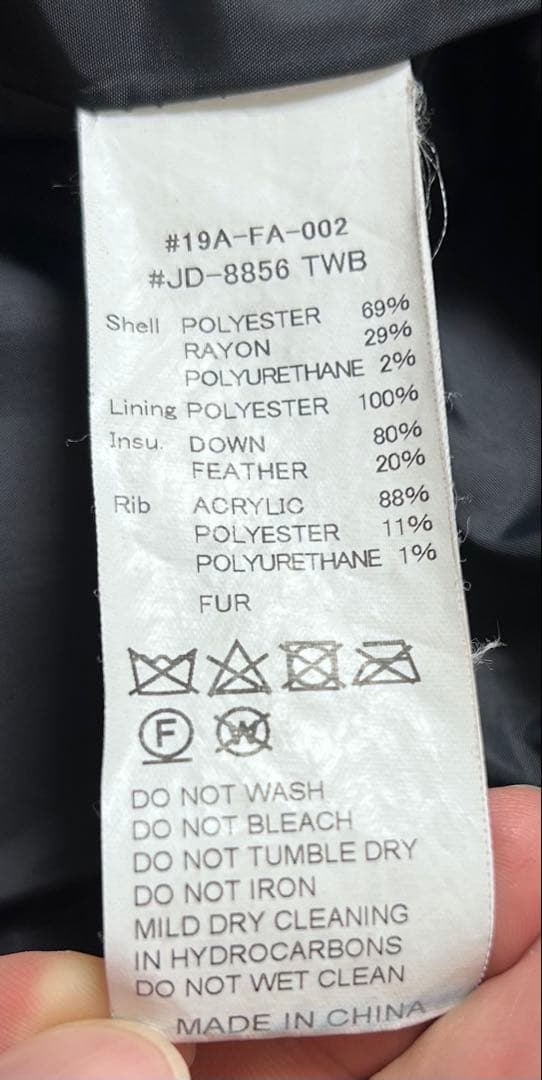 #19A-FA-002
#JD-8856 TWB
Shell POLYESTER 69%
RAYON 29%
POLYURETHANE 2%
Lining POLYESTER 100%
Insu. DOWN 80%
FEATHER 20%
Rib ACRYLIC 88%
POLYESTER 11%
POLYURETHANE 1%
FUR
F W
DO NOT WASH
DO NOT BLEACH
DO NOT TUMBLE DRY
DO NOT IRON
MILD DRY CLEANING
IN HYDROCARBONS
DO NOT WET CLEAN
MADE IN CHINA